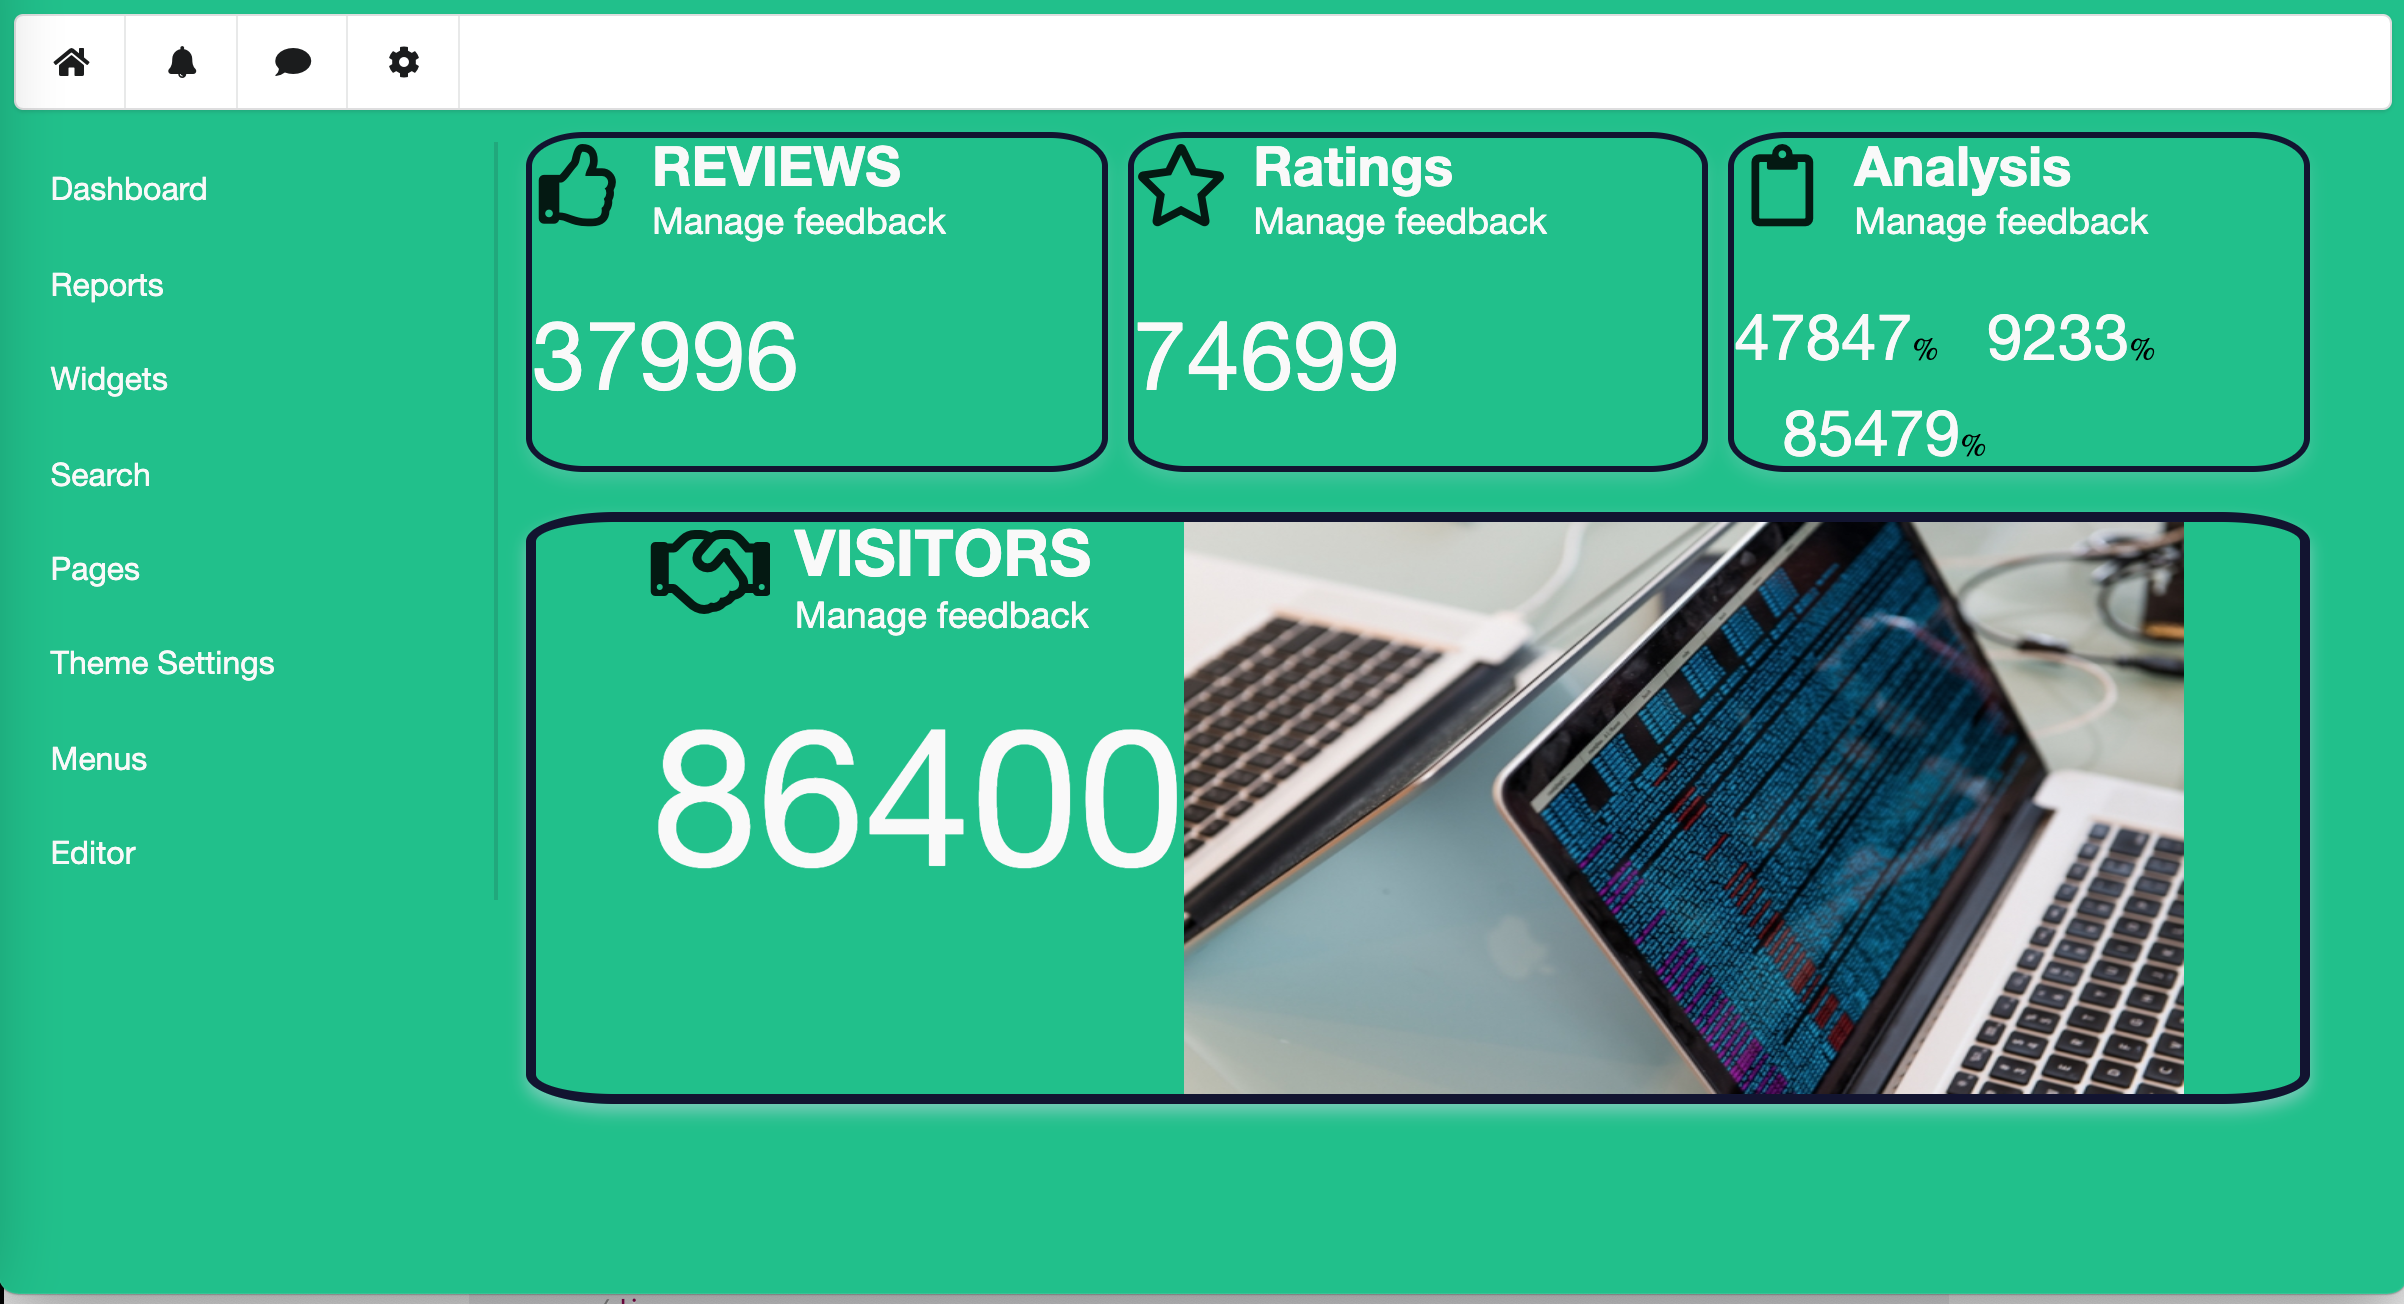 Dashboard
Reports
Widgets
Search
Pages
Theme Settings
Menus
Editor
REVIEWS
Manage feedback
37996
Ratings
Manage feedback
74699
Analysis
Manage feedback
47847% 9233%
85479%
VISITORS
Manage feedback
86400